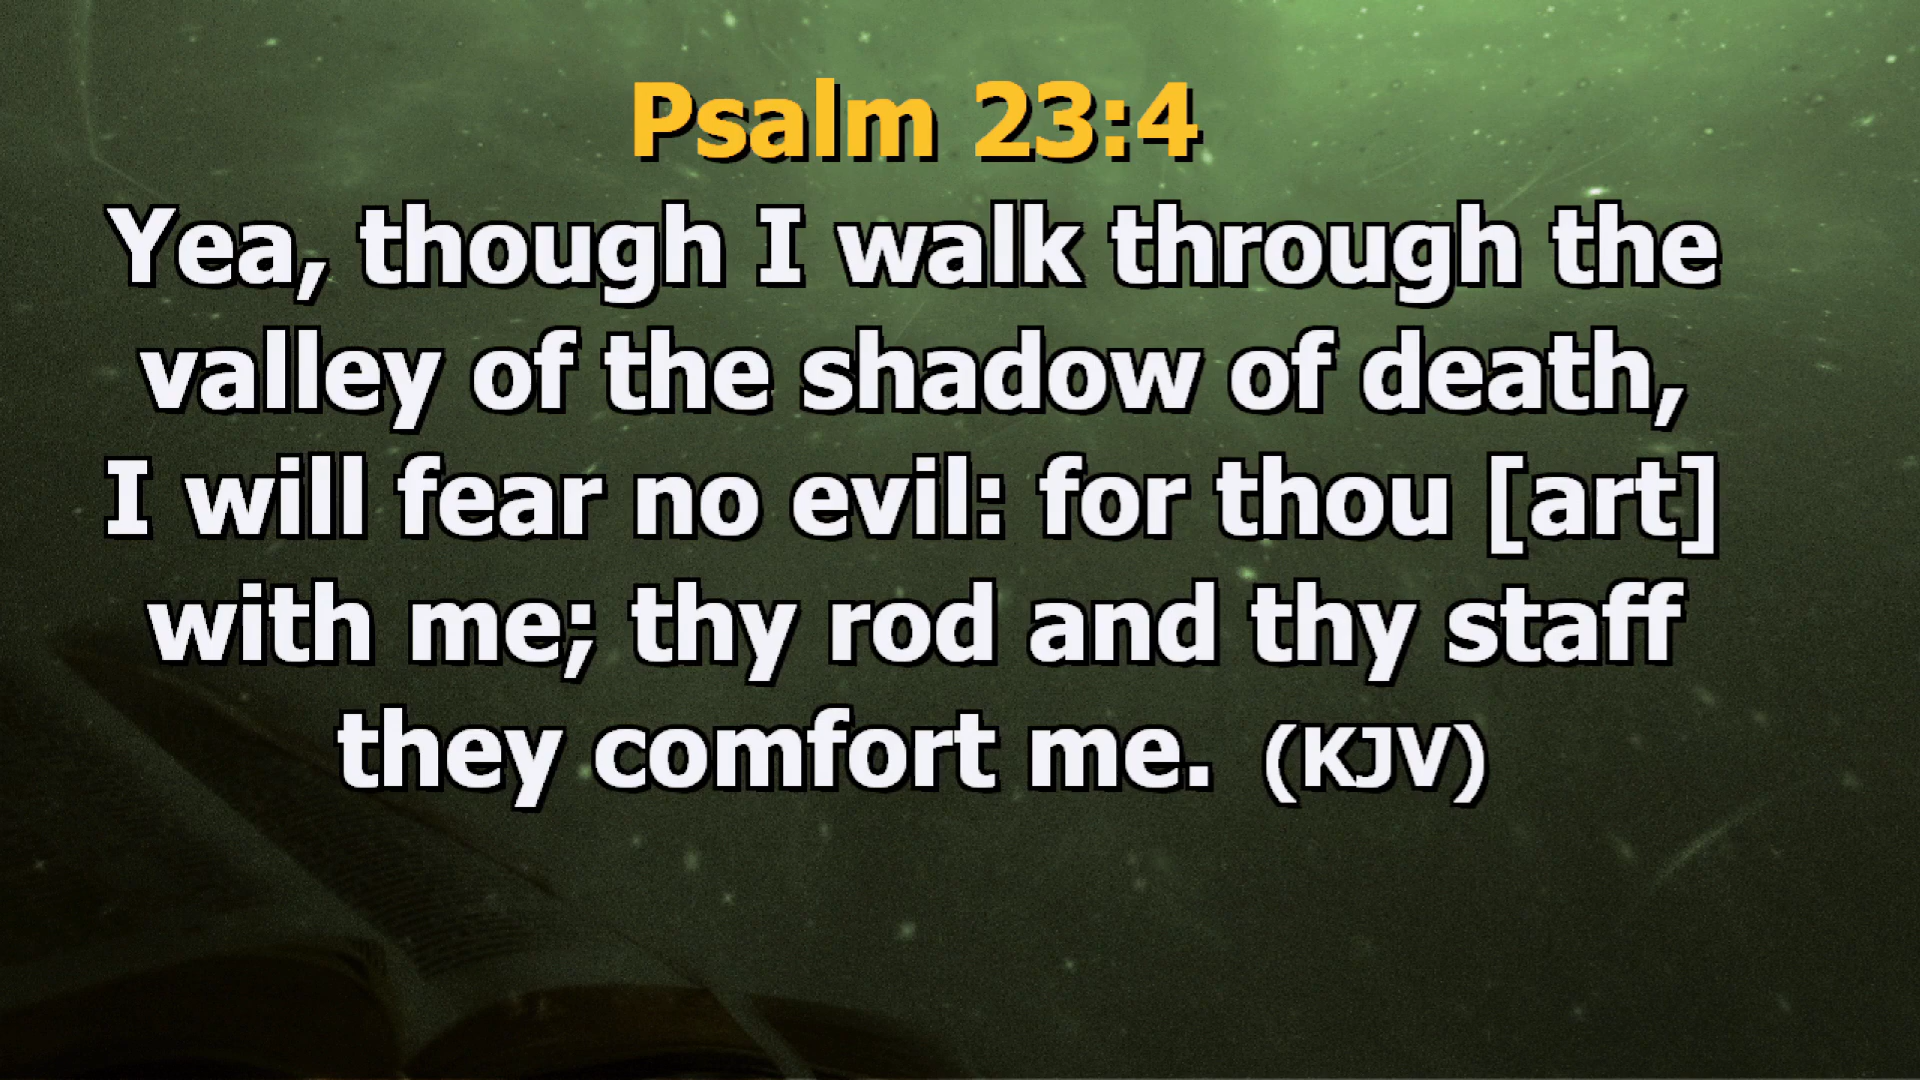 Psalm 23:4
Yea, though I walk through the
valley of the shadow of death,
I will fear no evil: for thou [art]
with me; thy rod and thy staff
they comfort me. (KJV)